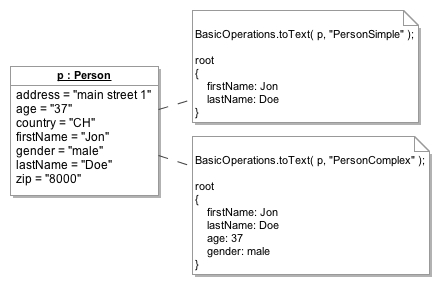 p : Person
address = "main street 1"
age = "37"
country = "CH"
firstName = "Jon"
gender = "male"
lastName = "Doe"
zip = "8000"
BasicOperations.toText( p, "PersonSimple" );
root
{
firstName: Jon
lastName: Doe
}
BasicOperations.toText( p, "PersonComplex" );
root
{
firstName: Jon
lastName: Doe
age: 37
gender: male
}